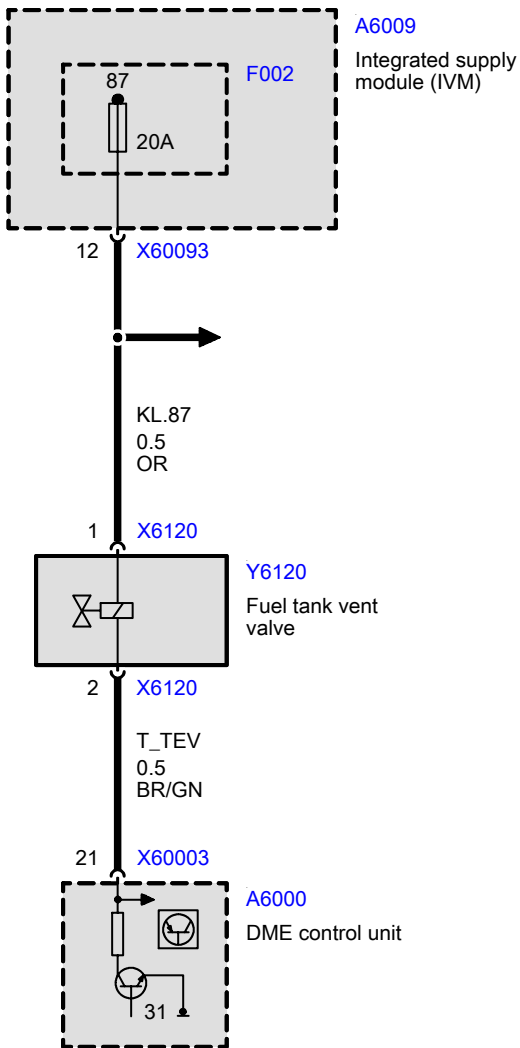 A6009
Integrated supply
module (IVM)
F002
87
20A
12 X60093
KL.87
0.5
OR
1 X6120
Y6120
Fuel tank vent
valve
2 X6120
T_TEV
0.5
BR/GN
21 X60003
A6000
DME control unit
31